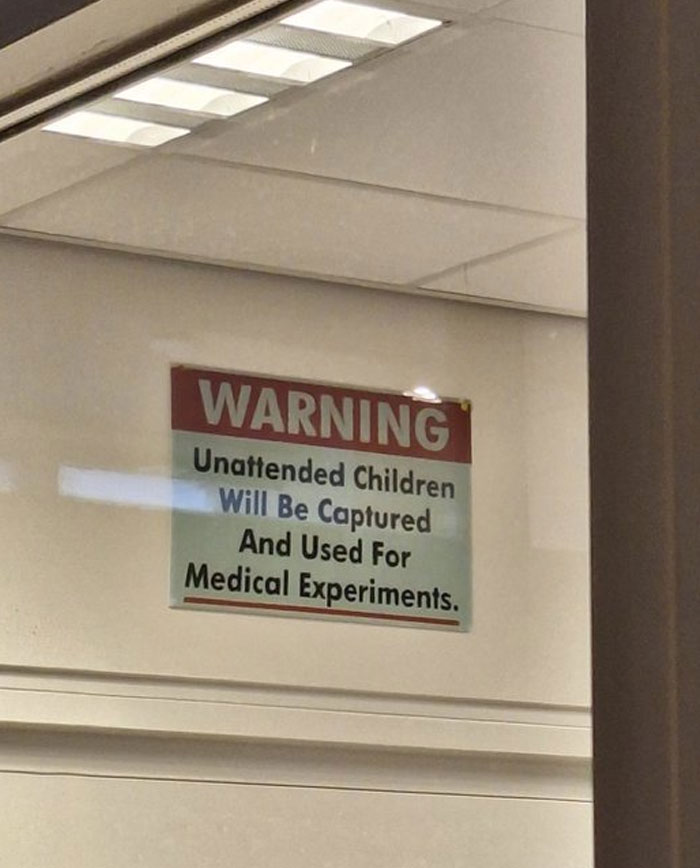 WARNING
Unattended Children
Will Be Captured
And Used For
Medical Experiments.